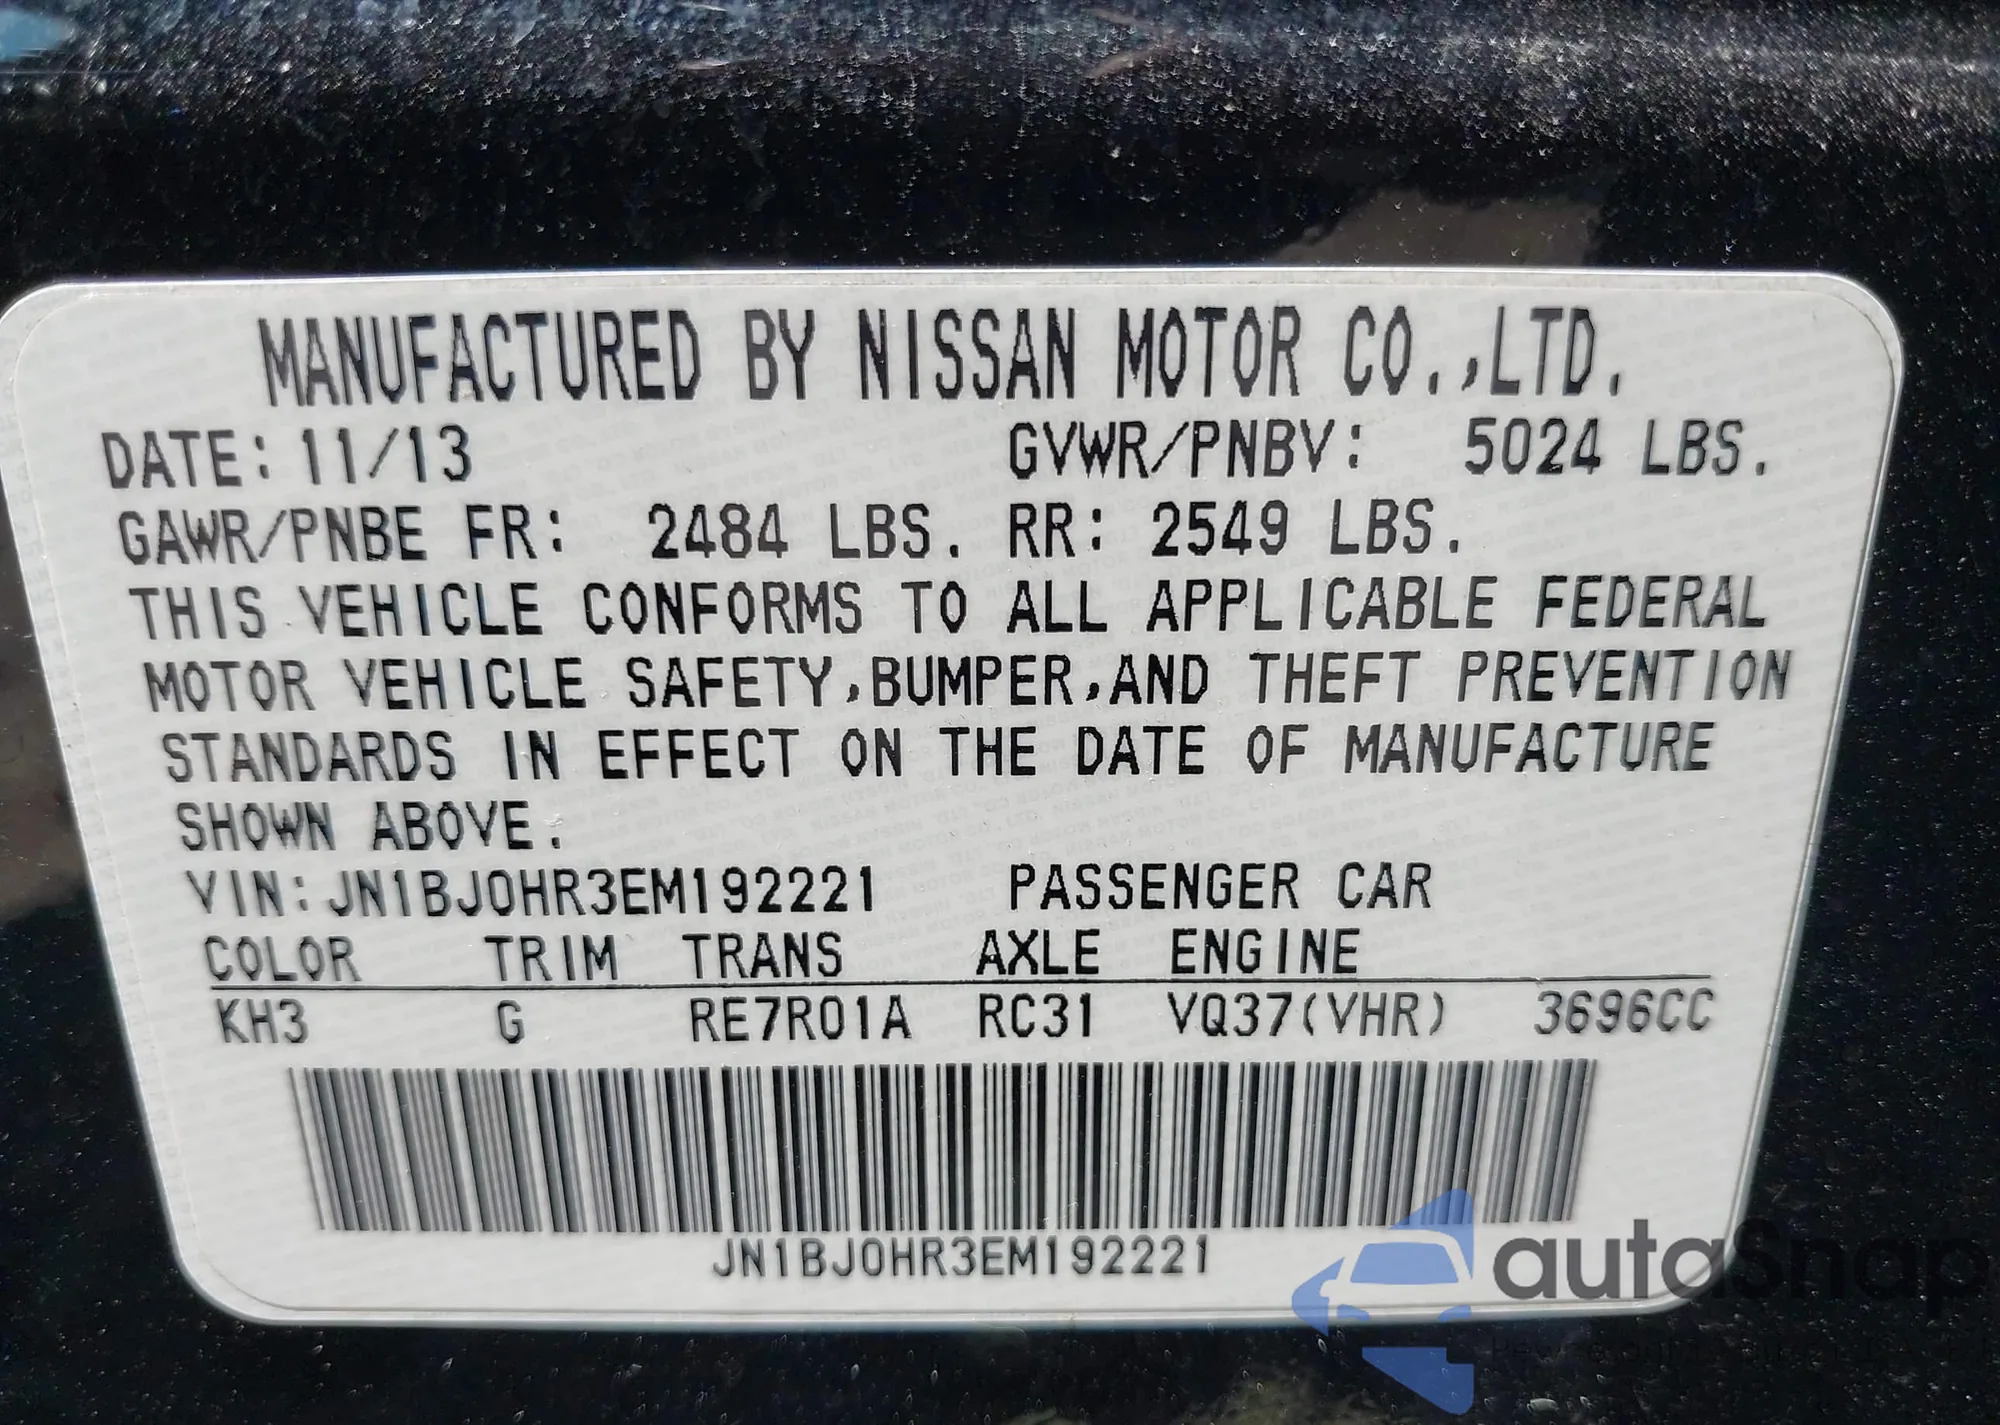 MANUFACTURED BY NISSAN MOTOR CO.,LTD.
DATE: 11/13 GVWR/PNBV: 5024 LBS.
GAWR/PNBE FR: 2484 LBS. RR: 2549 LBS.
THIS VEHICLE CONFORMS TO ALL APPLICABLE FEDERAL
MOTOR VEHICLE SAFETY,BUMPER,AND THEFT PREVENTION
STANDARDS IN EFFECT ON THE DATE OF MANUFACTURE
SHOWN ABOVE.
VIN:JN1BJ0HR3EM192221 PASSENGER CAR
COLOR TRIM TRANS AXLE ENGINE
KH3 G RE7R01A RC31 VQ37(VHR) 3696CC
JN1BJ0HR3EM192221
autaSnap